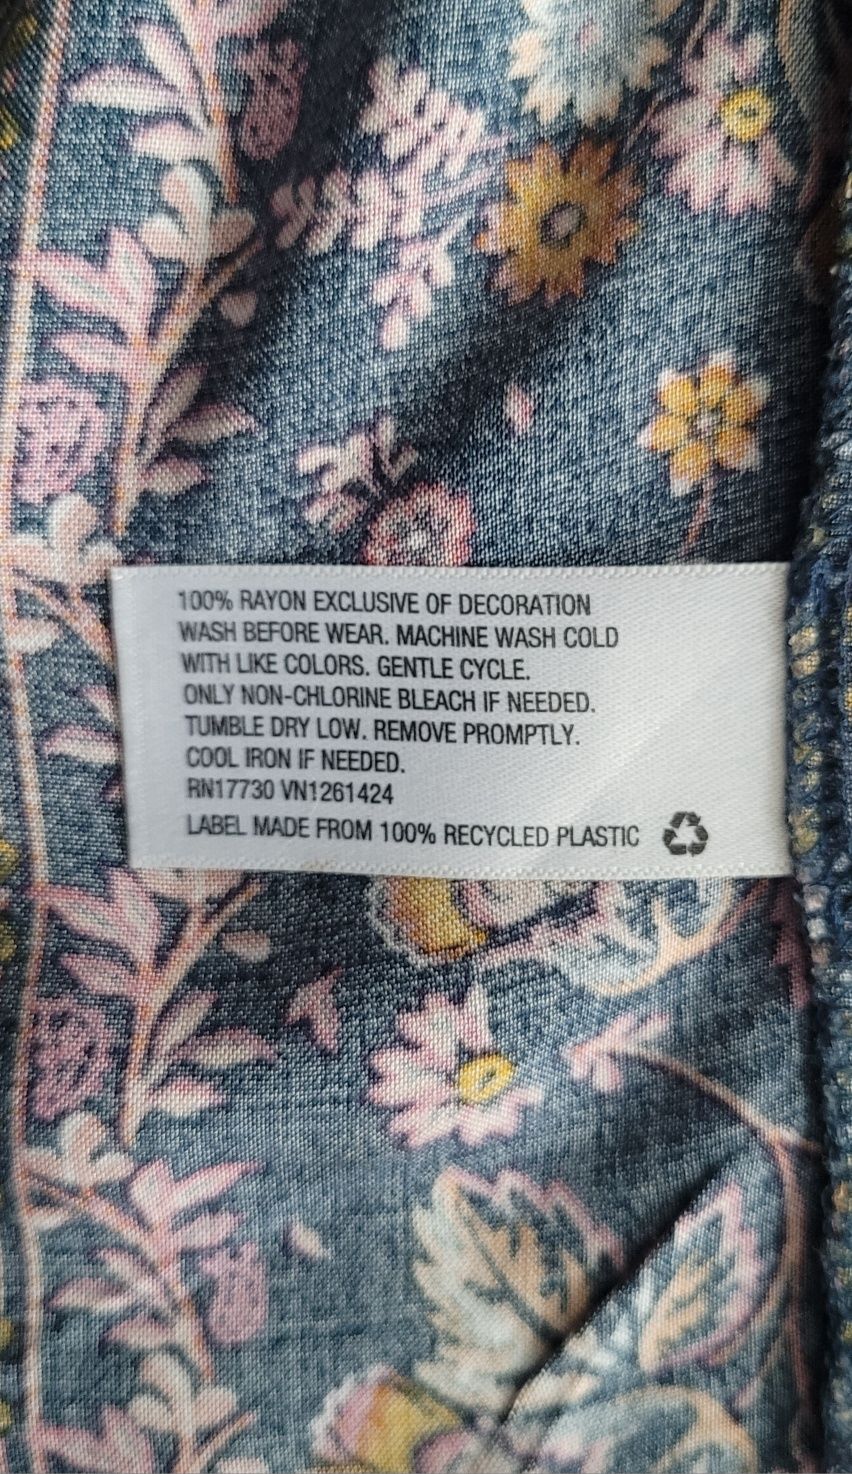 100% RAYON EXCLUSIVE OF DECORATION
WASH BEFORE WEAR. MACHINE WASH COLD
WITH LIKE COLORS. GENTLE CYCLE.
ONLY NON-CHLORINE BLEACH IF NEEDED.
TUMBLE DRY LOW. REMOVE PROMPTLY.
COOL IRON IF NEEDED.
RN17730 VN1261424
LABEL MADE FROM 100% RECYCLED PLASTIC